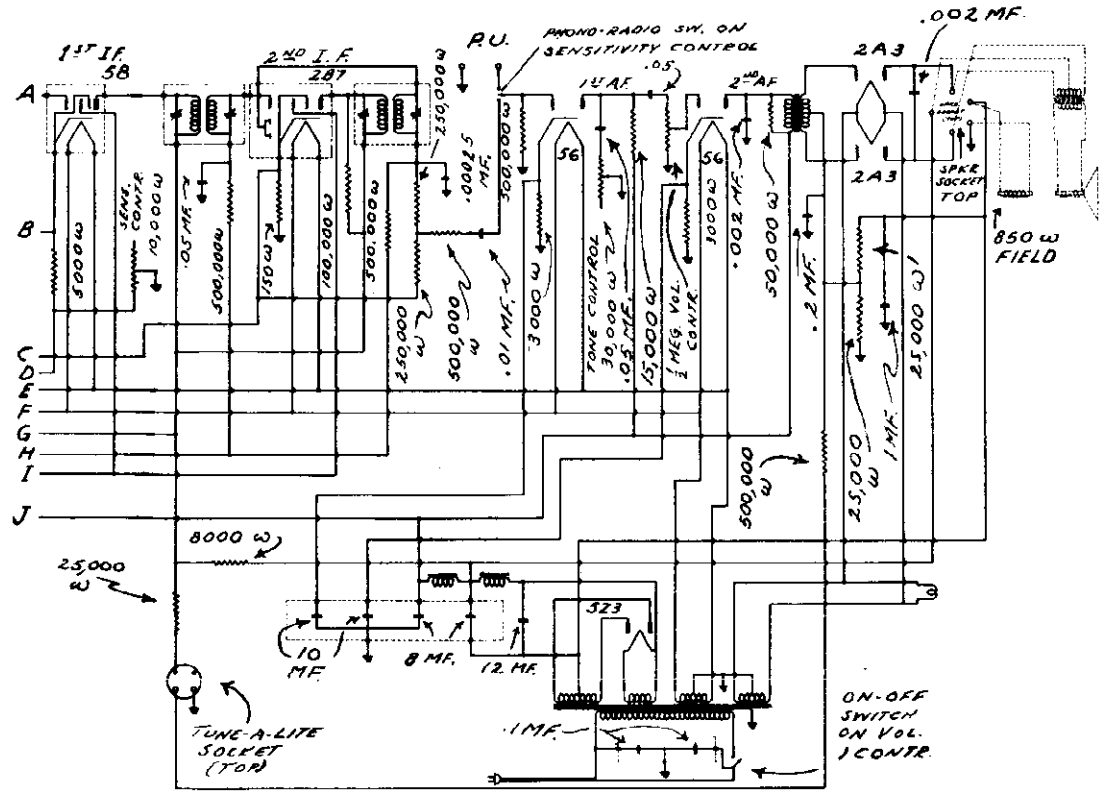 1ST IF.
58
2ND I.F.
2B7
P.U.
PHONO-RADIO SW. ON
SENSITIVITY CONTROL
.05
1ST AF.
2ND AF.
2A3
.002 MF.
A
B
C
D
E
F
G
H
I
J
5000 ω
SENS.
CONTR.
10,000 ω
.05 MF.
500,000 ω
150 ω
100,000 ω
500,000 ω
250,000 ω
.00025
MF.
500,000 ω
250,000
ω
500,000
ω
.01 MF.
56
3000 ω
TONE CONTROL
30,000 ω
.05 MF.
15,000 ω
½ MEG. VOL.
CONTR.
56
3000 ω
.002 MF.
50,000 ω
2A3
.2 MF.
SPKR
SOCKET
TOP
850 ω
FIELD
25,000 ω
1 MF.
25,000
ω
500,000
ω
8000 ω
25,000
ω
10
MF.
8 MF.
12 MF.
5Z3
TUNE-A-LITE
SOCKET
(TOP)
.1 MF.
ON-OFF
SWITCH
ON VOL.
CONTR.